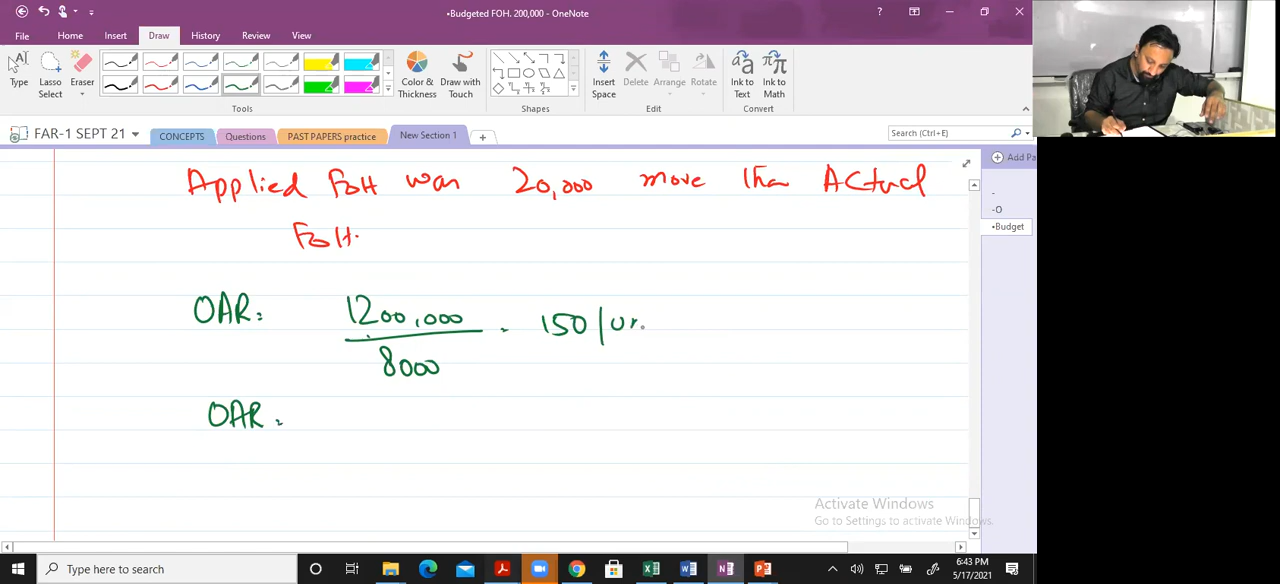 •Budgeted FOH. 200,000 - OneNote
File Home Insert Draw History Review View
Type
Lasso Select
Eraser
Color & Thickness
Draw with Touch
Insert Space
Delete
Arrange
Rotate
Ink to Text
Ink to Math
Tools
Shapes
Edit
Convert
FAR-1 SEPT 21
CONCEPTS
Questions
PAST PAPERS practice
New Section 1
Search (Ctrl+E)
Add Pa
-
-O
•Budget
Applied FOH was 20,000 more than Actual
FOH.
OAR = 1200,000 / 8000 = 150/
OAR =
Activate Windows
Go to Settings to activate Windows.
Type here to search
6:43 PM
5/17/2021